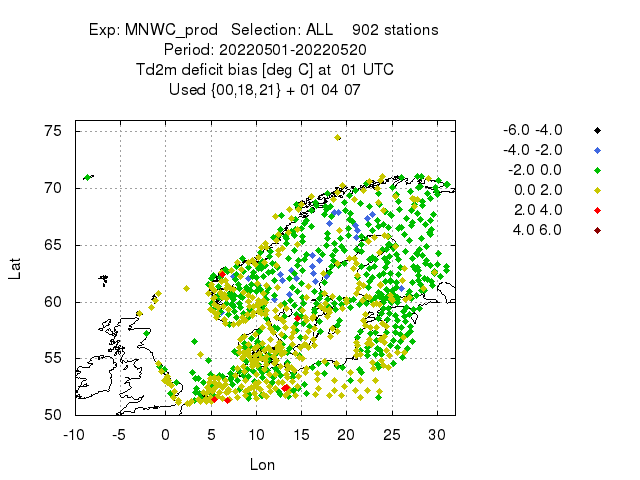 Exp: MNWC_prod   Selection: ALL    902 stations
Period: 20220501-20220520
Td2m deficit bias [deg C] at  01 UTC
Used {00,18,21} + 01 04 07
-6.0 -4.0
-4.0 -2.0
-2.0 0.0
0.0 2.0
2.0 4.0
4.0 6.0
75
70
65
60
55
50
Lat
-10 -5 0 5 10 15 20 25 30
Lon